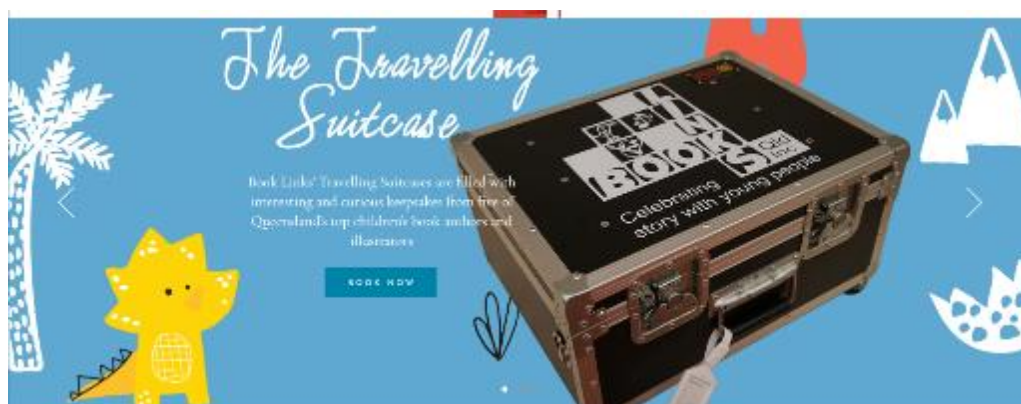 The Travelling
Suitcase
Book Links' Travelling Suitcases are filled with
interesting and curious keepsakes from five of
Queensland's top children's book authors and
illustrators
BOOK NOW
LINKS
BOOKS
Qld
Inc.
Celebrating
story with young people